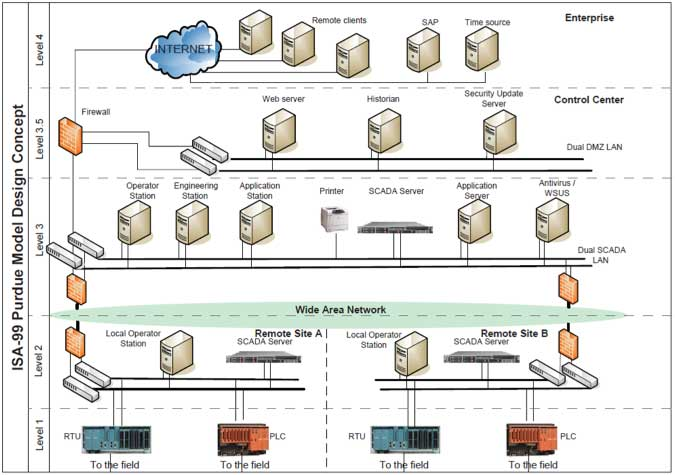 ISA-99 Purdue Model Design Concept
Level 4
Enterprise
Remote clients
SAP
Time source
INTERNET
Level 3.5
Control Center
Firewall
Web server
Historian
Security Update
Server
Dual DMZ LAN
Level 3
Operator
Station
Engineering
Station
Application
Station
Printer
SCADA Server
Application
Server
Antivirus /
WSUS
Dual SCADA
LAN
Wide Area Network
Level 2
Local Operator
Station
Remote Site A
SCADA Server
Local Operator
Station
Remote Site B
SCADA Server
Level 1
RTU
PLC
RTU
PLC
To the field
To the field
To the field
To the field